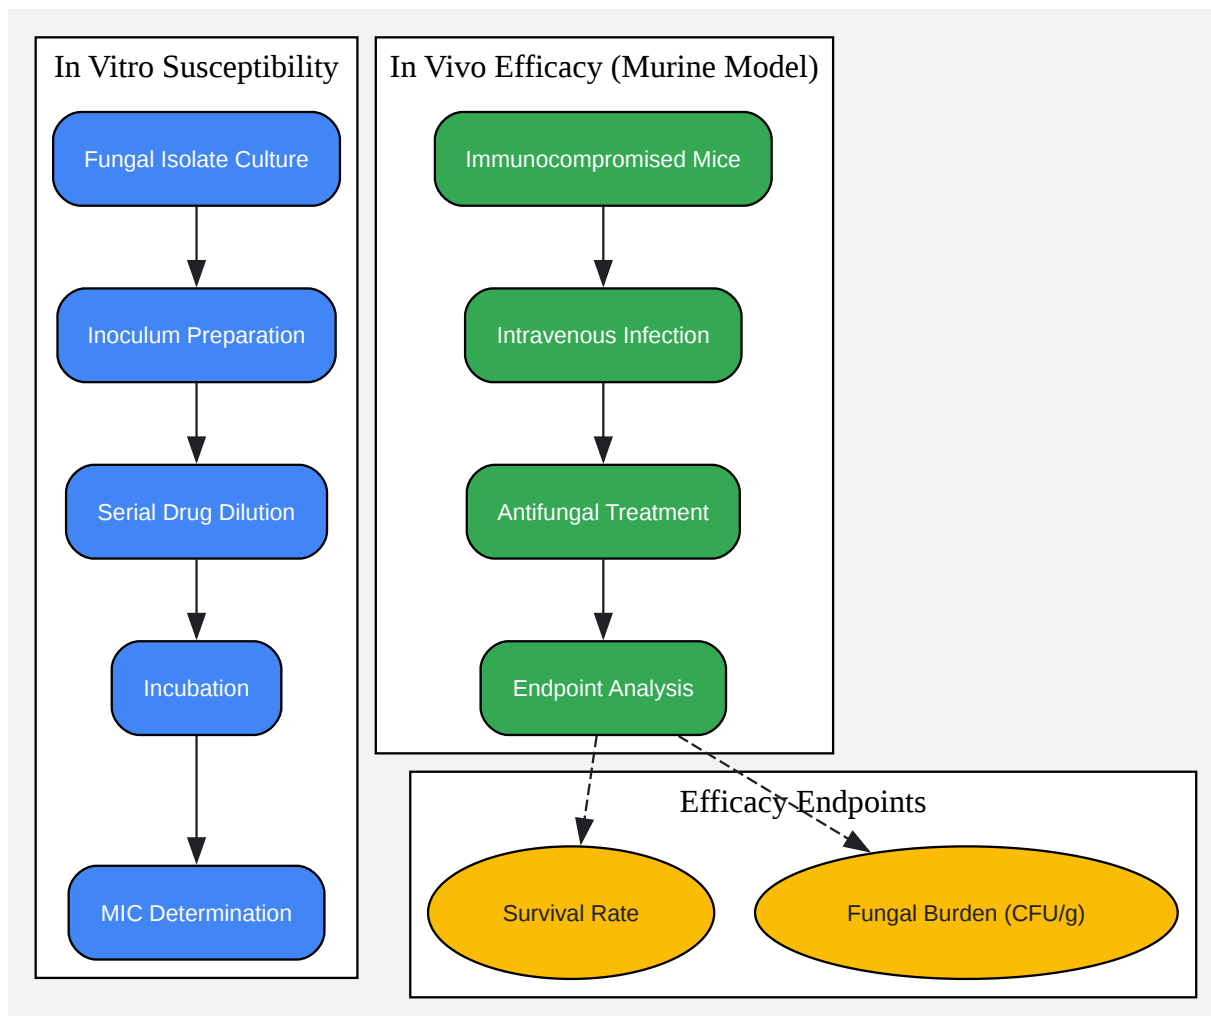 In Vitro Susceptibility
Fungal Isolate Culture
Inoculum Preparation
Serial Drug Dilution
Incubation
MIC Determination
In Vivo Efficacy (Murine Model)
Immunocompromised Mice
Intravenous Infection
Antifungal Treatment
Endpoint Analysis
Efficacy Endpoints
Survival Rate
Fungal Burden (CFU/g)